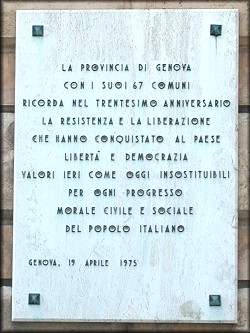 LA PROVINCIA DI GENOVA
CON I SUOI 67 COMUNI
RICORDA NEL TRENTESIMO ANNIVERSARIO
LA RESISTENZA E LA LIBERAZIONE
CHE HANNO CONQUISTATO AL PAESE
LIBERTÀ E DEMOCRAZIA
VALORI IERI COME OGGI INSOSTITUIBILI
PER OGNI PROGRESSO
MORALE CIVILE E SOCIALE
DEL POPOLO ITALIANO
GENOVA, 19 APRILE 1975